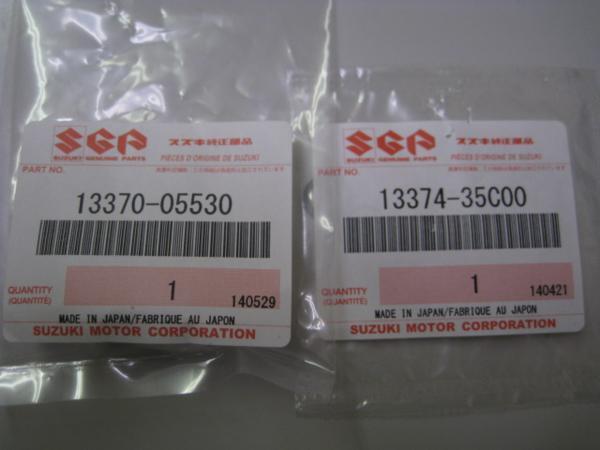 SGP スズキ純正部品
SUZUKI GENUINE PARTS PIÈCES D'ORIGINE DE SUZUKI
PART NO.
13370-05530
QUANTITY
(QUANTITÉ) 1 140529
MADE IN JAPAN/FABRIQUE AU JAPON
SUZUKI MOTOR CORPORATION
SGP スズキ純正部品
SUZUKI GENUINE PARTS PIÈCES D'ORIGINE DE SUZUKI
PART NO.
13374-35C00
QUANTITY
(QUANTITÉ) 1 140421
MADE IN JAPAN/FABRIQUE AU JAPON
SUZUKI MOTOR CORPORATION